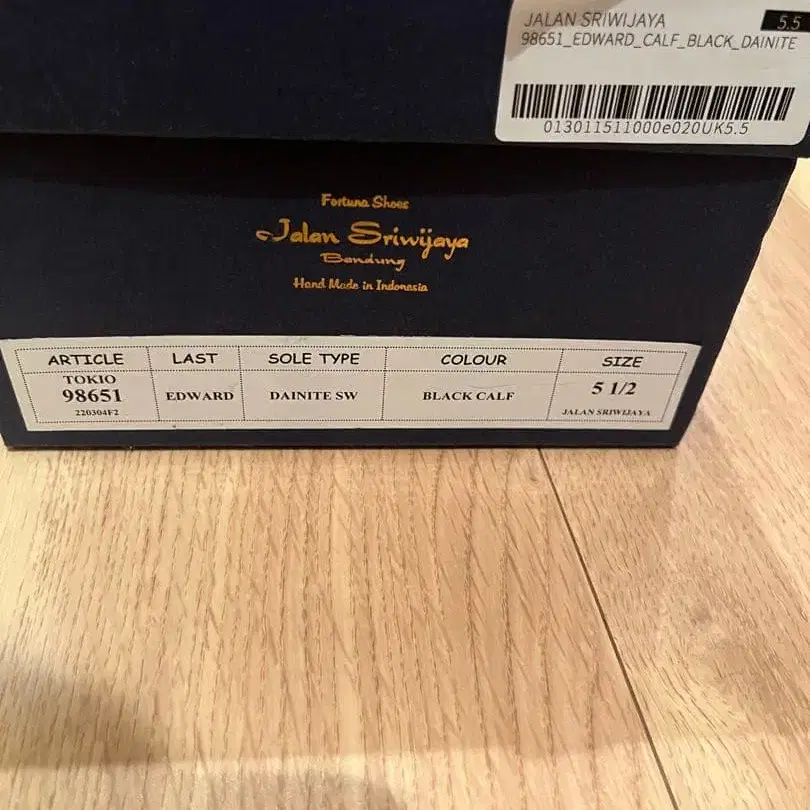 JALAN SRIWIJAYA 5.5
98651_EDWARD_CALF_BLACK_DAINITE
013011511000e020UK5.5
Fortuna Shoes
Jalan Sriwijaya
Bandung
Hand Made in Indonesia
ARTICLE LAST SOLE TYPE COLOUR SIZE
TOKIO
98651 EDWARD DAINITE SW BLACK CALF 5 1/2
220304F2 JALAN SRIWIJAYA